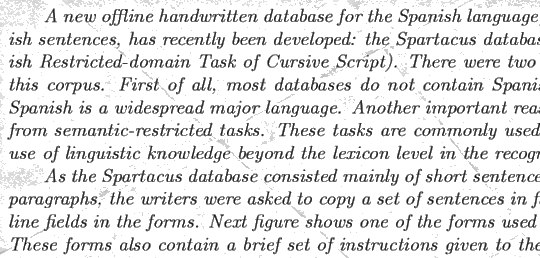 A new offline handwritten database for the Spanish language
ish sentences, has recently been developed: the Spartacus databas
ish Restricted-domain Task of Cursive Script). There were two
this corpus. First of all, most databases do not contain Spani
Spanish is a widespread major language. Another important rea
from semantic-restricted tasks. These tasks are commonly used
use of linguistic knowledge beyond the lexicon level in the recog
As the Spartacus database consisted mainly of short sentence
paragraphs, the writers were asked to copy a set of sentences in f
line fields in the forms. Next figure shows one of the forms used
These forms also contain a brief set of instructions given to the